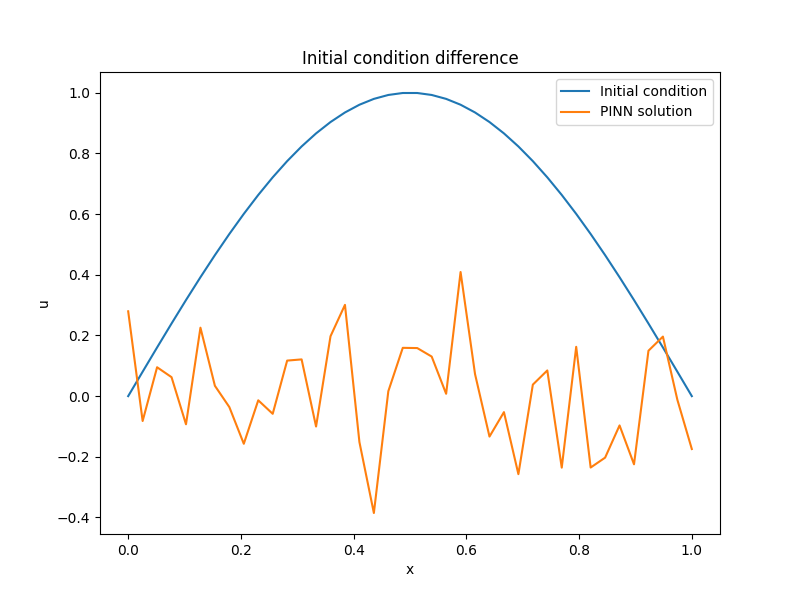 Initial condition difference
Initial condition
PINN solution
1.0
0.8
0.6
0.4
0.2
0.0
−0.2
−0.4
u
0.0 0.2 0.4 0.6 0.8 1.0
x